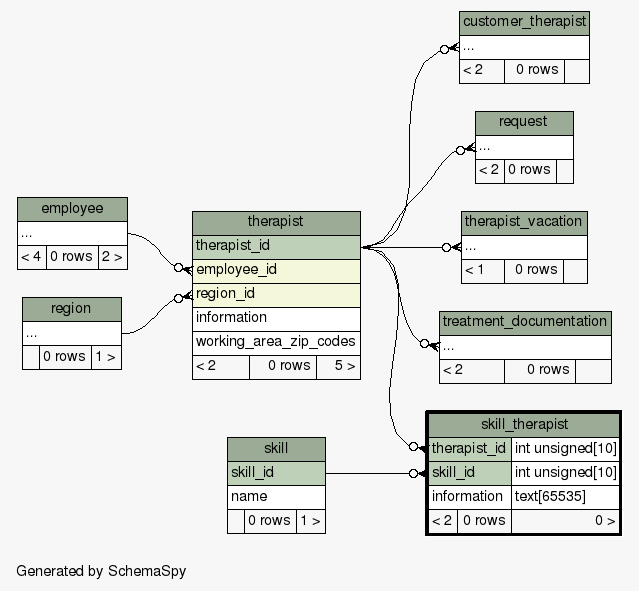 customer_therapist
...
< 2 0 rows
request
...
< 2 0 rows
employee
...
< 4 0 rows 2 >
therapist
therapist_id
employee_id
region_id
information
working_area_zip_codes
< 2 0 rows 5 >
therapist_vacation
...
< 1 0 rows
region
...
0 rows 1 >
treatment_documentation
...
< 2 0 rows
skill_therapist
therapist_id int unsigned[10]
skill_id int unsigned[10]
information text[65535]
< 2 0 rows 0 >
skill
skill_id
name
0 rows 1 >
Generated by SchemaSpy